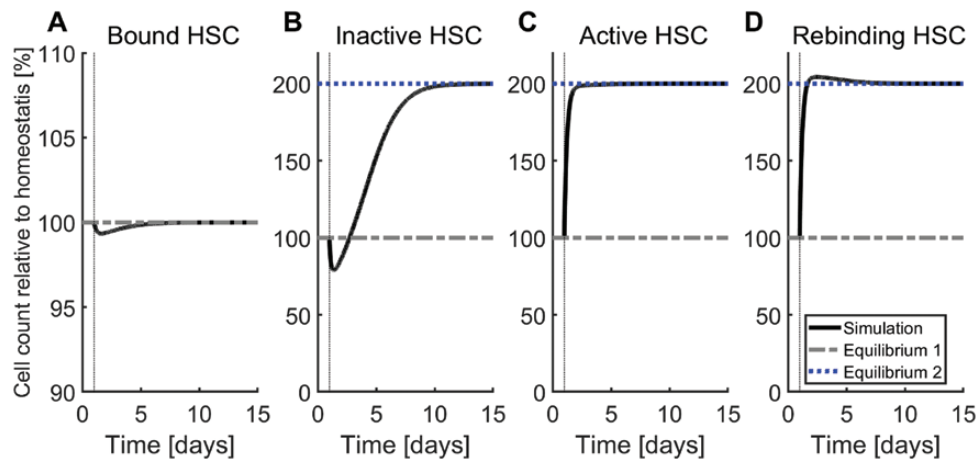 A Bound HSC
B Inactive HSC
C Active HSC
D Rebinding HSC
Cell count relative to homeostatis [%]
110
105
100
95
90
0 5 10 15
Time [days]
200
150
100
50
0
0 5 10 15
Time [days]
200
150
100
50
0
0 5 10 15
Time [days]
200
150
100
50
0
0 5 10 15
Time [days]
Simulation
Equilibrium 1
Equilibrium 2